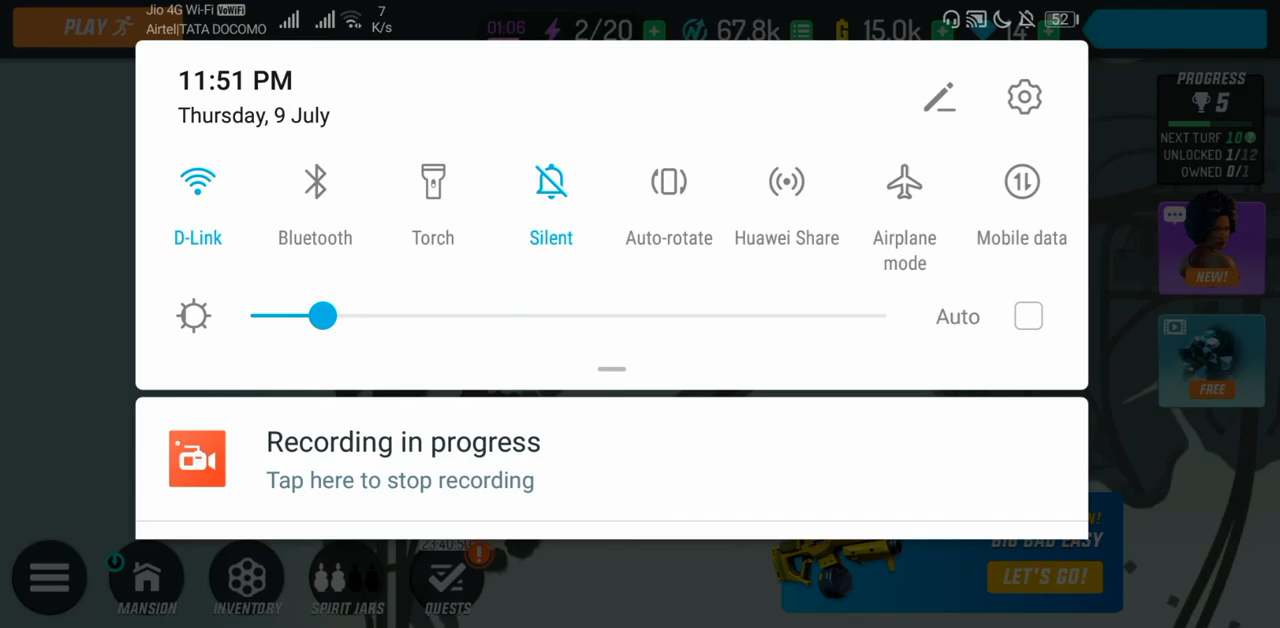 PLAY
Jio 4G Wi-Fi VoWiFi
Airtel|TATA DOCOMO
7
K/s
01:06
2/20
67.8k
15.0k
14
52
11:51 PM
Thursday, 9 July
D-Link
Bluetooth
Torch
Silent
Auto-rotate
Huawei Share
Airplane
mode
Mobile data
Auto
Recording in progress
Tap here to stop recording
PROGRESS
5
NEXT TURF 10
UNLOCKED 1/12
OWNED 0/1
NEW!
FREE
BIG BAD EASY
LET'S GO!
MANSION
INVENTORY
SPIRIT JARS
QUESTS